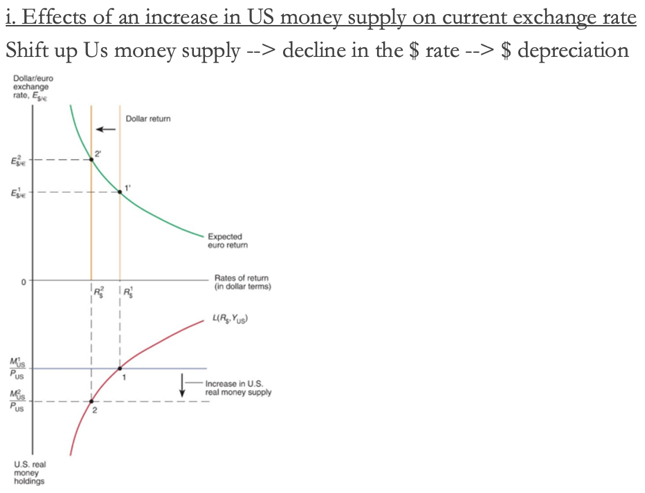 i. Effects of an increase in US money supply on current exchange rate
Shift up Us money supply --> decline in the $ rate --> $ depreciation
Dollar/euro
exchange
rate, E$/€
Dollar return
2'
E²$/€
1'
E¹$/€
Expected
euro return
0
Rates of return
(in dollar terms)
R²$
R¹$
L(R$, YUS)
M¹US
PUS
1
Increase in U.S.
real money supply
M²US
PUS
2
U.S. real
money
holdings